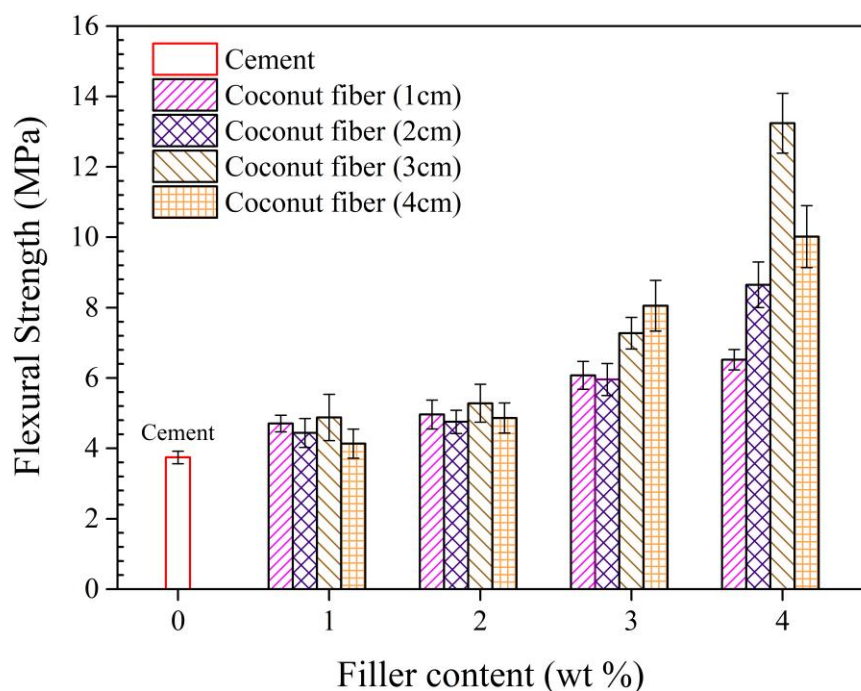 16
14
12
10
8
6
4
2
0
Flexural Strength (MPa)
Cement
Coconut fiber (1cm)
Coconut fiber (2cm)
Coconut fiber (3cm)
Coconut fiber (4cm)
Cement
0 1 2 3 4
Filler content (wt %)